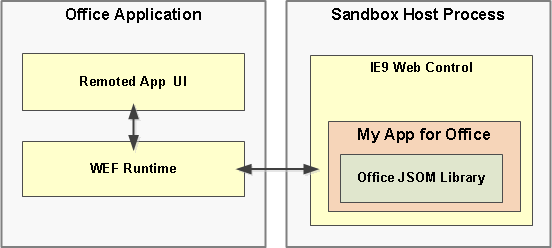 Office Application
Remoted App UI
WEF Runtime
Sandbox Host Process
IE9 Web Control
My App for Office
Office JSOM Library